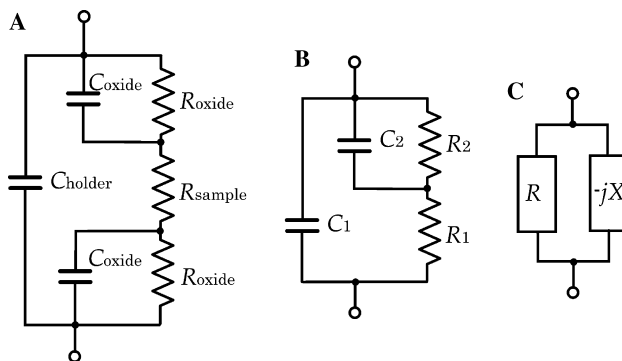 A
Coxide
Roxide
Cholder
Rsample
Coxide
Roxide
B
C2
R2
C1
R1
C
R
-jX